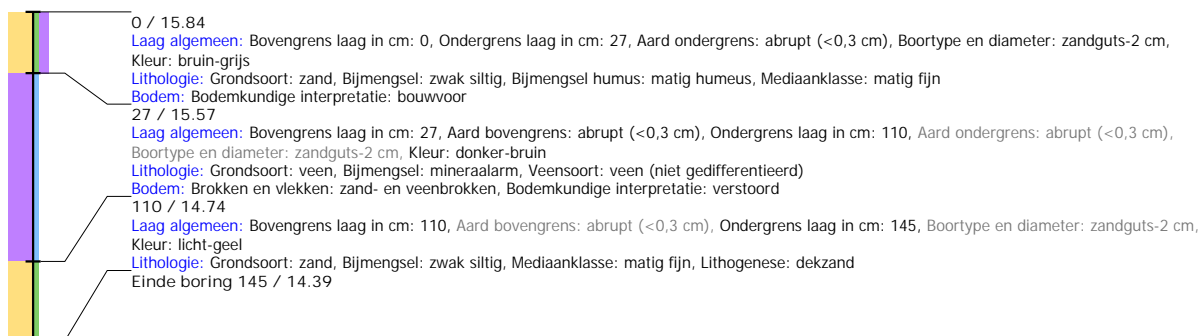 0 / 15.84
Laag algemeen: Bovengrens laag in cm: 0, Ondergrens laag in cm: 27, Aard ondergrens: abrupt (<0,3 cm), Boortype en diameter: zandguts-2 cm,
Kleur: bruin-grijs
Lithologie: Grondsoort: zand, Bijmengsel: zwak siltig, Bijmengsel humus: matig humeus, Mediaanklasse: matig fijn
Bodem: Bodemkundige interpretatie: bouwvoor
27 / 15.57
Laag algemeen: Bovengrens laag in cm: 27, Aard bovengrens: abrupt (<0,3 cm), Ondergrens laag in cm: 110, Aard ondergrens: abrupt (<0,3 cm),
Boortype en diameter: zandguts-2 cm, Kleur: donker-bruin
Lithologie: Grondsoort: veen, Bijmengsel: mineraalarm, Veensoort: veen (niet gedifferentieerd)
Bodem: Brokken en vlekken: zand- en veenbrokken, Bodemkundige interpretatie: verstoord
110 / 14.74
Laag algemeen: Bovengrens laag in cm: 110, Aard bovengrens: abrupt (<0,3 cm), Ondergrens laag in cm: 145, Boortype en diameter: zandguts-2 cm,
Kleur: licht-geel
Lithologie: Grondsoort: zand, Bijmengsel: zwak siltig, Mediaanklasse: matig fijn, Lithogenese: dekzand
Einde boring 145 / 14.39